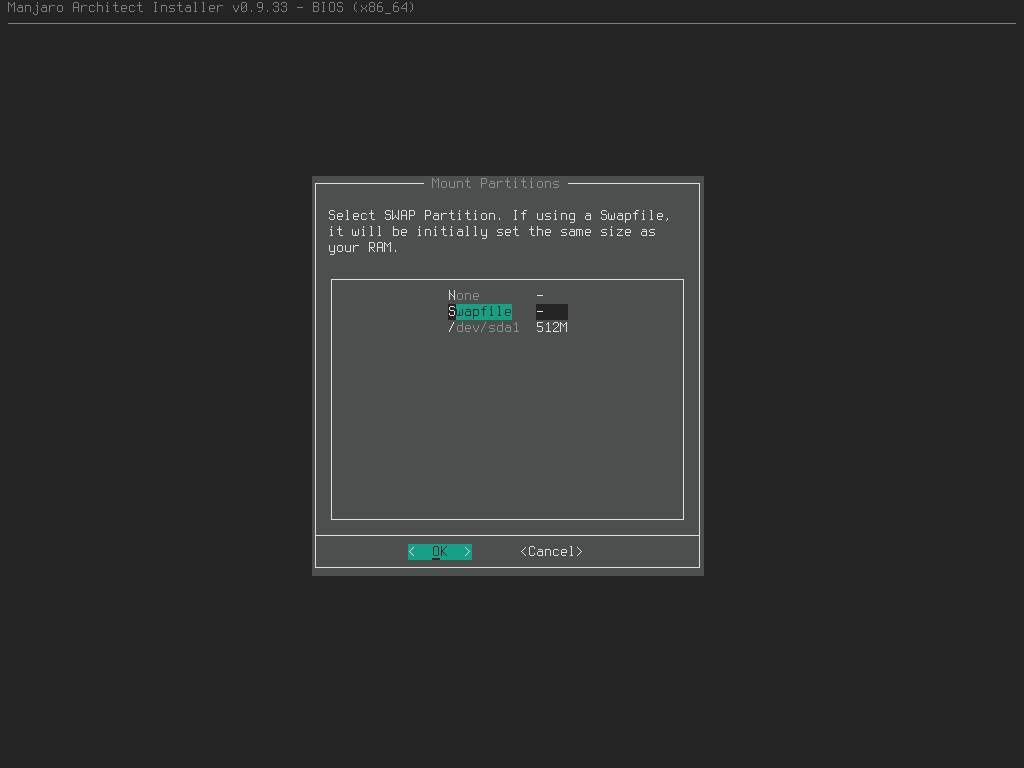 Manjaro Architect Installer v0.9.33 - BIOS (x86_64)
Mount Partitions
Select SWAP Partition. If using a Swapfile,
it will be initially set the same size as
your RAM.
None -
Swapfile -
/dev/sda1 512M
< OK > <Cancel>